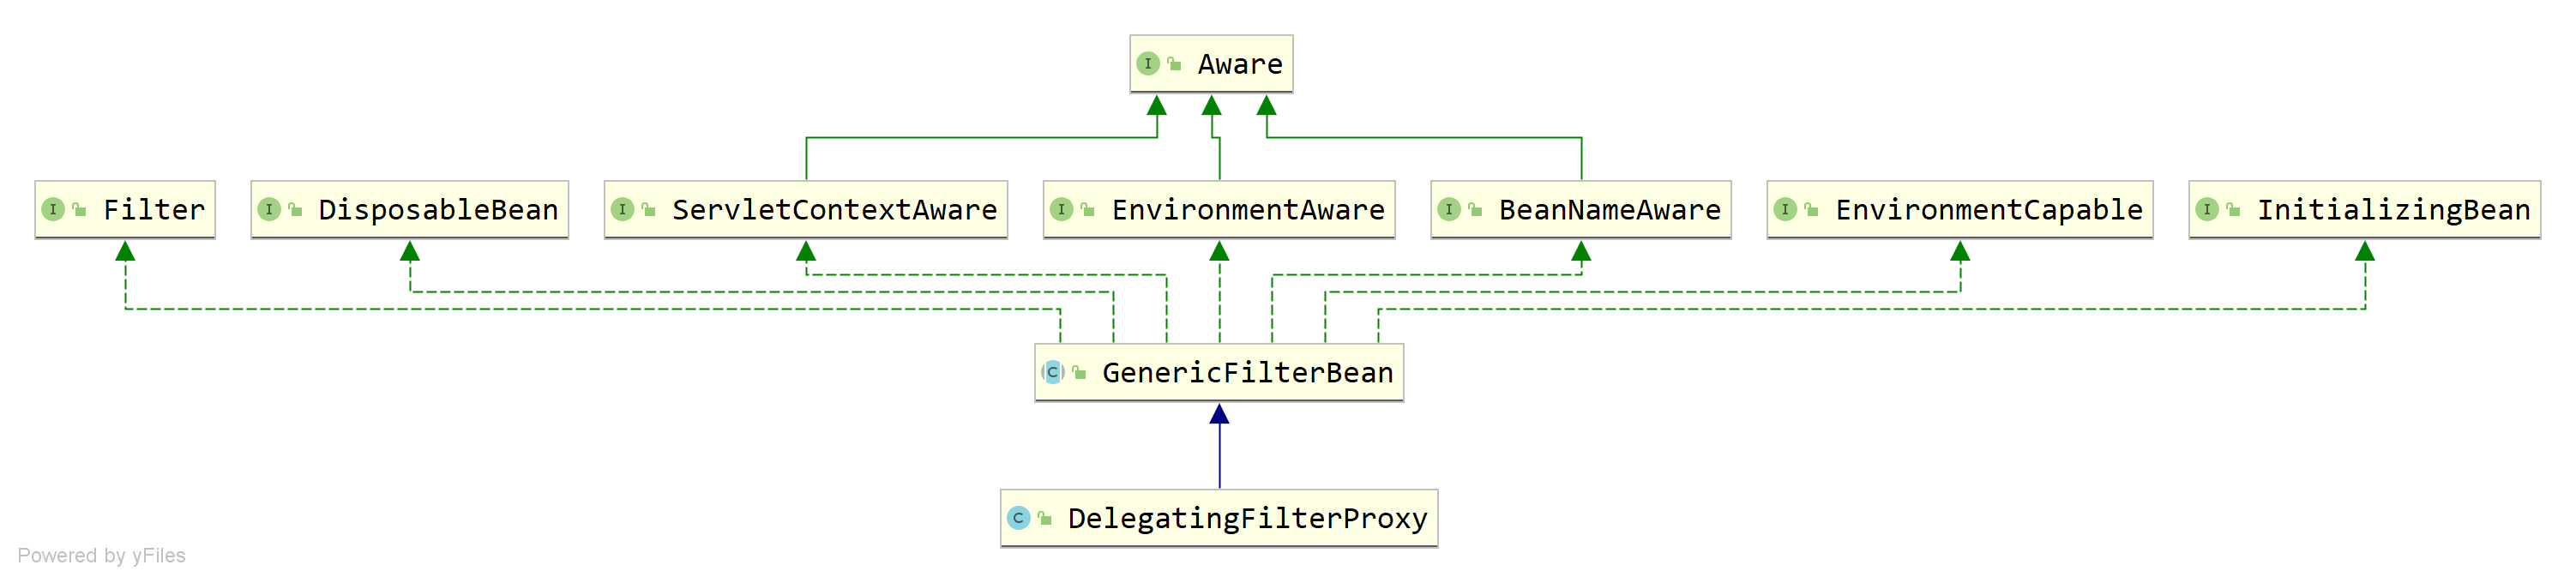 Aware
Filter
DisposableBean
ServletContextAware
EnvironmentAware
BeanNameAware
EnvironmentCapable
InitializingBean
GenericFilterBean
DelegatingFilterProxy
Powered by yFiles